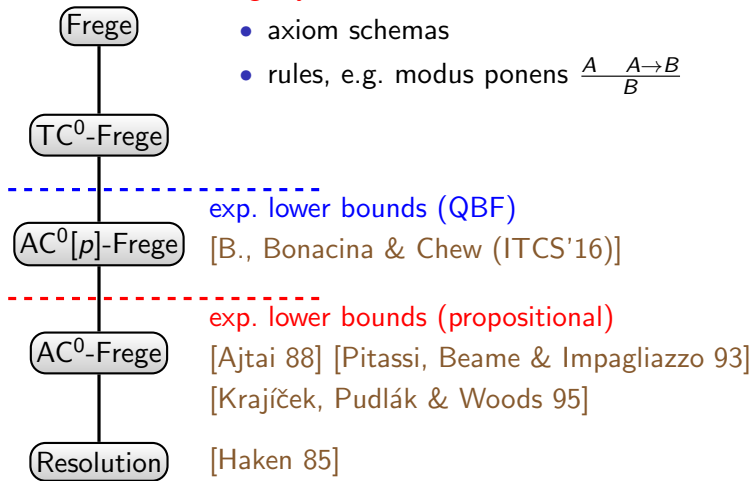 Frege
• axiom schemas
• rules, e.g. modus ponens A A→B / B
TC⁰-Frege
exp. lower bounds (QBF)
AC⁰[p]-Frege
[B., Bonacina & Chew (ITCS'16)]
exp. lower bounds (propositional)
AC⁰-Frege
[Ajtai 88] [Pitassi, Beame & Impagliazzo 93]
[Krajíček, Pudlák & Woods 95]
Resolution
[Haken 85]